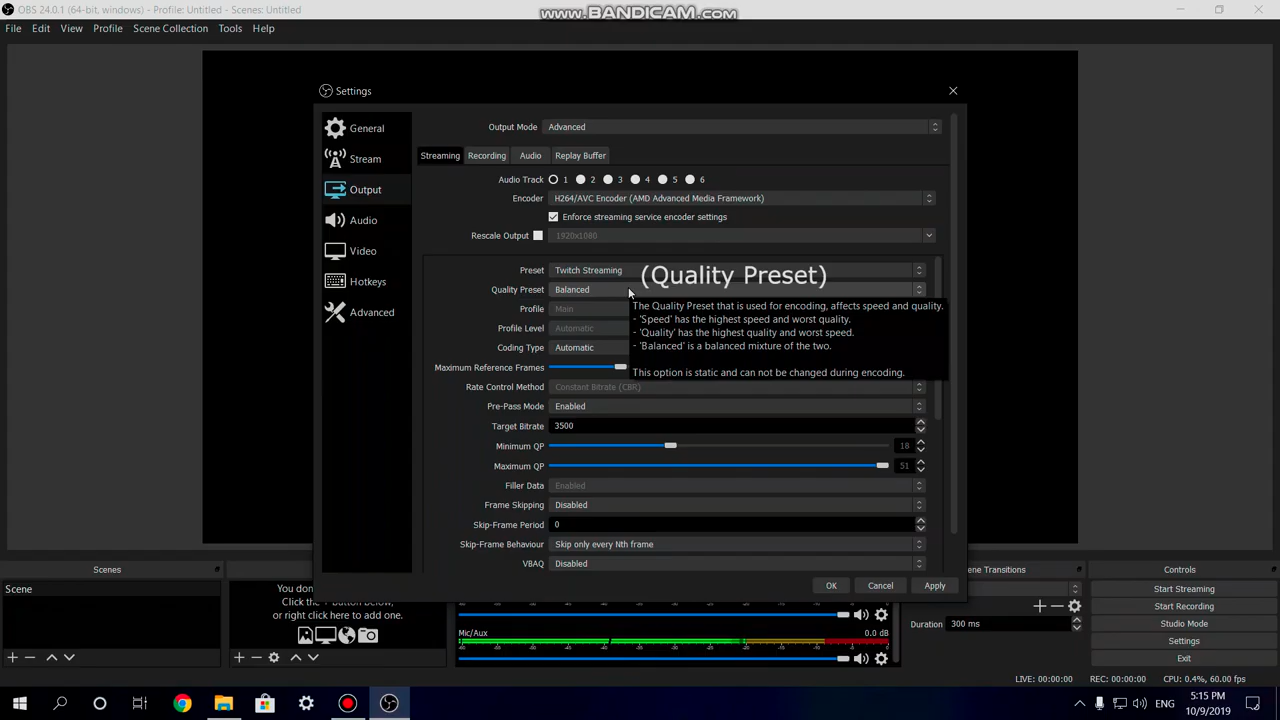 OBS 24.0.1 (64-bit, windows) - Profile: Untitled - Scenes: Untitled
www.BANDICAM.com
File Edit View Profile Scene Collection Tools Help
Settings
General
Stream
Output
Audio
Video
Hotkeys
Advanced
Output Mode Advanced
Streaming Recording Audio Replay Buffer
Audio Track 1 2 3 4 5 6
Encoder H264/AVC Encoder (AMD Advanced Media Framework)
Enforce streaming service encoder settings
Rescale Output 1920x1080
Preset Twitch Streaming
(Quality Preset)
Quality Preset Balanced
The Quality Preset that is used for encoding, affects speed and quality.
- 'Speed' has the highest speed and worst quality.
- 'Quality' has the highest quality and worst speed.
- 'Balanced' is a balanced mixture of the two.
This option is static and can not be changed during encoding.
Profile Main
Profile Level Automatic
Coding Type Automatic
Maximum Reference Frames
Rate Control Method Constant Bitrate (CBR)
Pre-Pass Mode Enabled
Target Bitrate 3500
Minimum QP 18
Maximum QP 51
Filler Data Enabled
Frame Skipping Disabled
Skip-Frame Period 0
Skip-Frame Behaviour Skip only every Nth frame
VBAQ Disabled
OK Cancel Apply
Scenes
Scene
You don
Click the + button below,
or right click here to add one.
Mic/Aux 0.0 dB
ene Transitions
Duration 300 ms
Controls
Start Streaming
Start Recording
Studio Mode
Settings
Exit
LIVE: 00:00:00 REC: 00:00:00 CPU: 0.4%, 60.00 fps
ENG
5:15 PM
10/9/2019